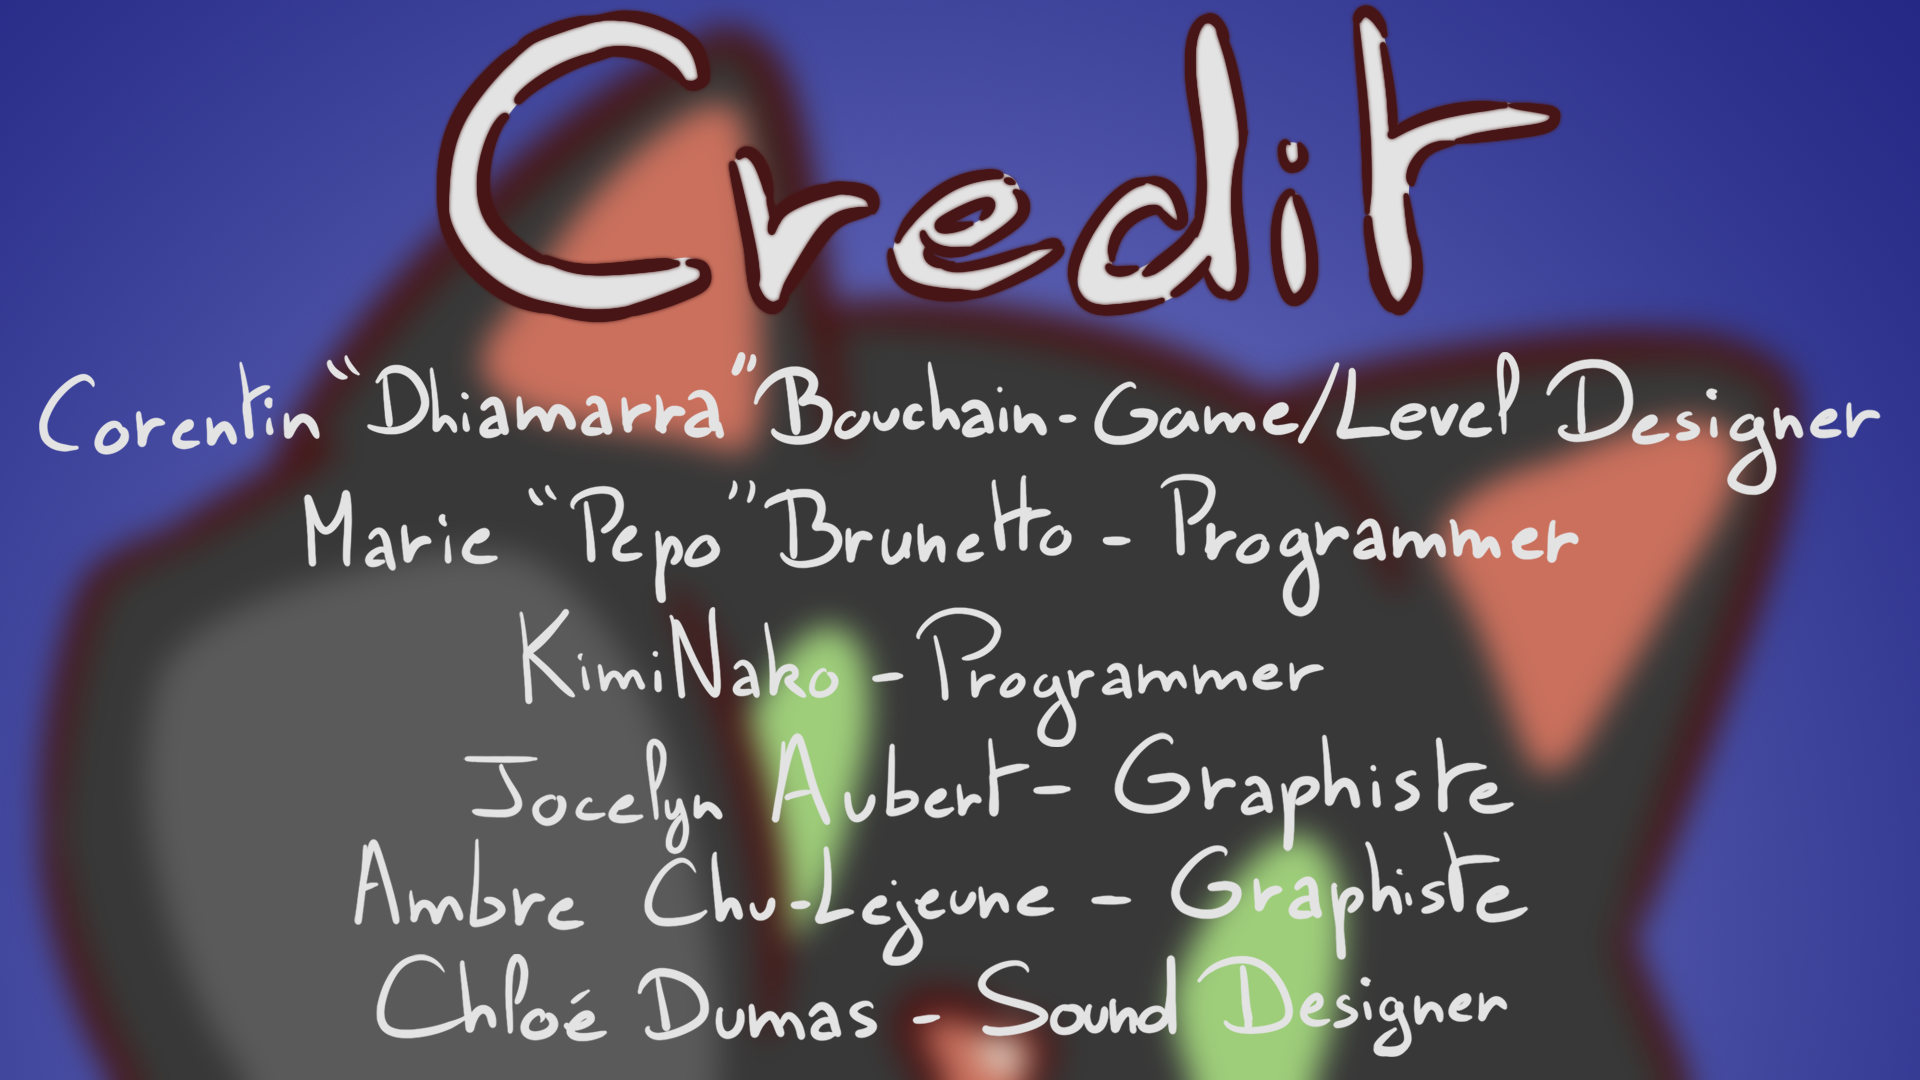 Credit
Corentin "Dhiamarra" Bouchain - Game/Level Designer
Marie "Pepo" Brunetto - Programmer
KimiNako - Programmer
Jocelyn Aubert - Graphiste
Ambre Chu-Lejeune - Graphiste
Chloé Dumas - Sound Designer